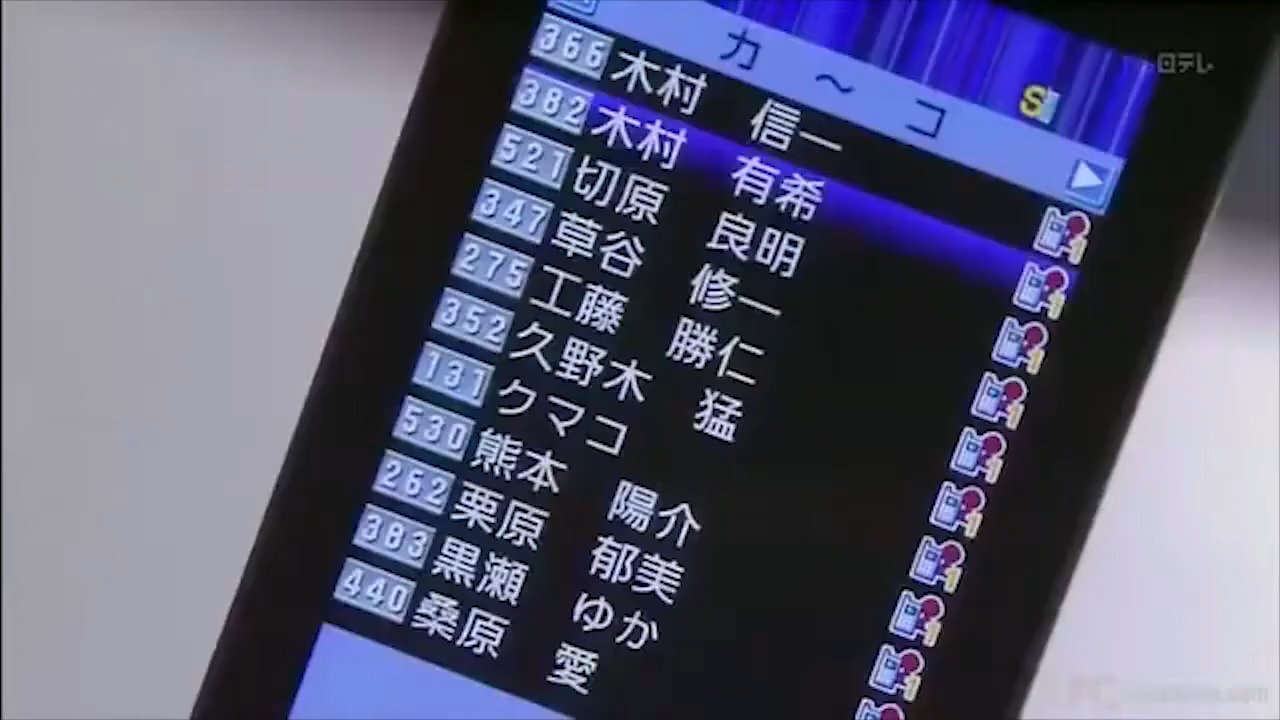 日テレ
カ ～ コ
366 木村 信一
382 木村 有希
521 切原 良明
347 草谷 修一
275 工藤 勝仁
352 久野木 猛
131 クマコ
530 熊本 陽介
262 栗原 郁美
383 黒瀬 ゆか
440 桑原 愛